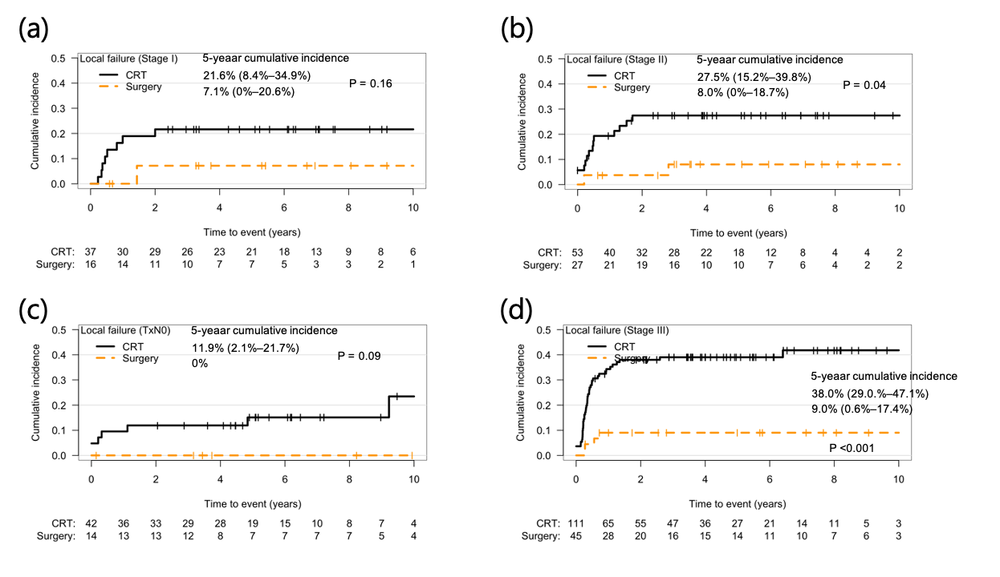 (a)
Local failure (Stage I)
5-yeaar cumulative incidence
CRT
21.6% (8.4%–34.9%)
Surgery
7.1% (0%–20.6%)
P = 0.16
Cumulative incidence
0.5
0.4
0.3
0.2
0.1
0.0
0 2 4 6 8 10
Time to event (years)
CRT: 37 30 29 26 23 21 18 13 9 8 6
Surgery: 16 14 11 10 7 7 5 3 3 2 1
(b)
Local failure (Stage II)
5-yeaar cumulative incidence
CRT
27.5% (15.2%–39.8%)
Surgery
8.0% (0%–18.7%)
P = 0.04
Cumulative incidence
0.5
0.4
0.3
0.2
0.1
0.0
0 2 4 6 8 10
Time to event (years)
CRT: 53 40 32 28 22 18 12 8 4 4 2
Surgery: 27 21 19 16 10 10 7 6 4 2 2
(c)
Local failure (TxN0)
5-yeaar cumulative incidence
CRT
11.9% (2.1%–21.7%)
Surgery
0%
P = 0.09
Cumulative incidence
0.5
0.4
0.3
0.2
0.1
0.0
0 2 4 6 8 10
Time to event (years)
CRT: 42 36 33 29 28 19 15 10 8 7 4
Surgery: 14 13 13 12 8 7 7 7 7 5 4
(d)
Local failure (Stage III)
CRT
Surgery
5-yeaar cumulative incidence
38.0% (29.0.%–47.1%)
9.0% (0.6%–17.4%)
P <0.001
Cumulative incidence
0.5
0.4
0.3
0.2
0.1
0.0
0 2 4 6 8 10
Time to event (years)
CRT: 111 65 55 47 36 27 21 14 11 5 3
Surgery: 45 28 20 16 15 14 11 10 7 6 3